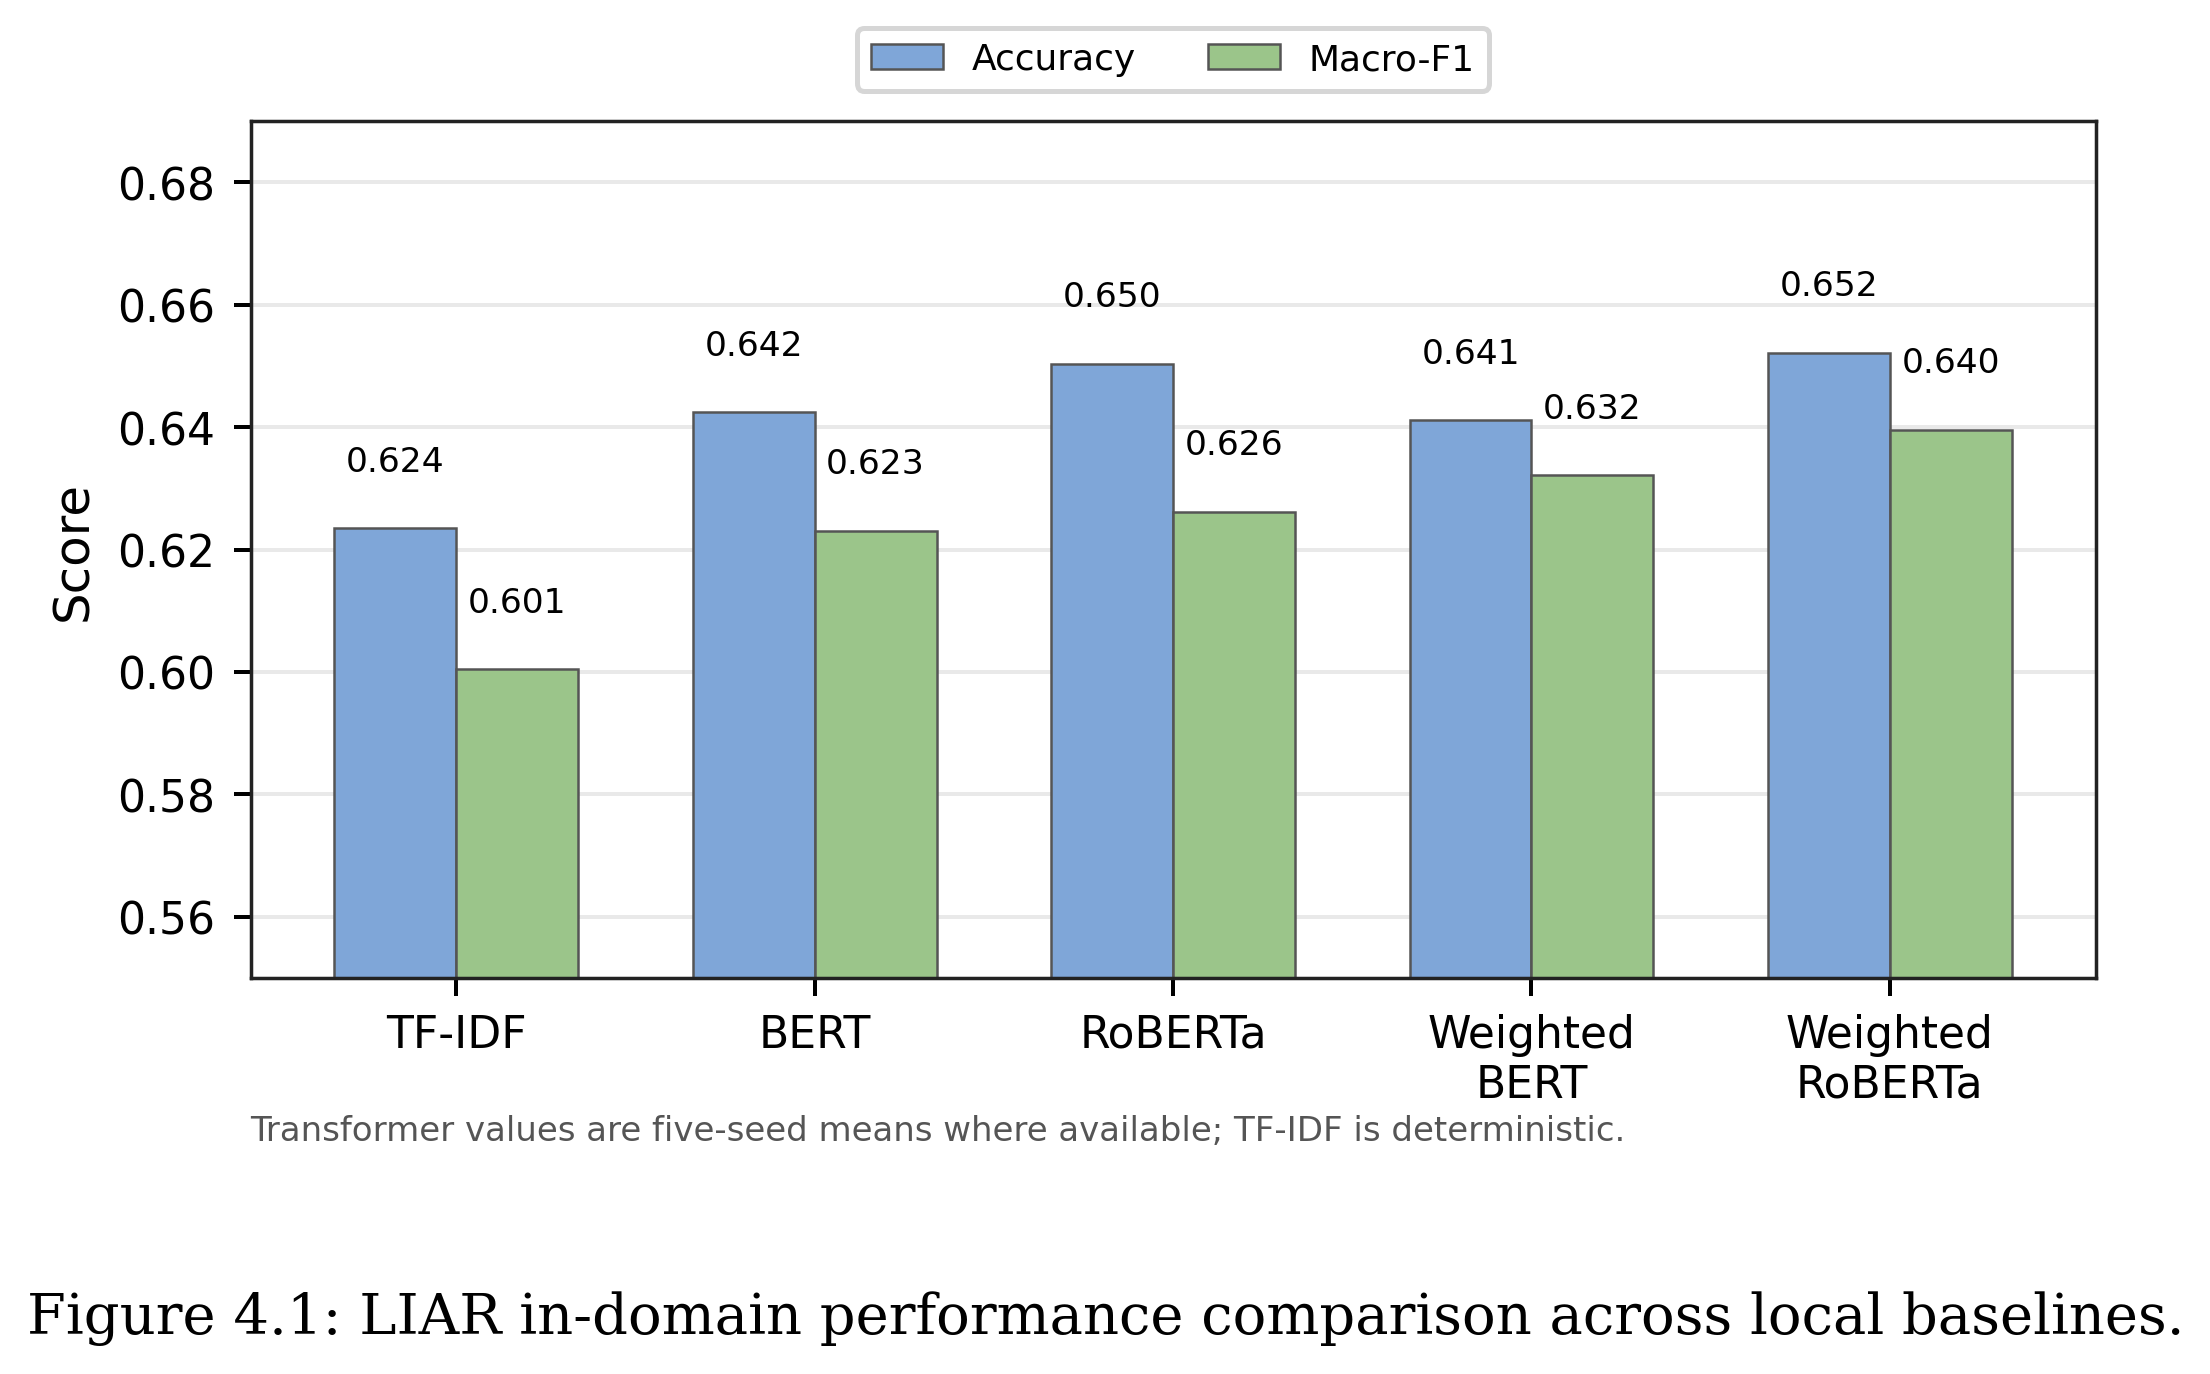 Accuracy Macro-F1
0.68
0.66
0.64
0.62
0.60
0.58
0.56
Score
0.624
0.601
0.642
0.623
0.650
0.626
0.641
0.632
0.652
0.640
TF-IDF
BERT
RoBERTa
Weighted
BERT
Weighted
RoBERTa
Transformer values are five-seed means where available; TF-IDF is deterministic.
Figure 4.1: LIAR in-domain performance comparison across local baselines.